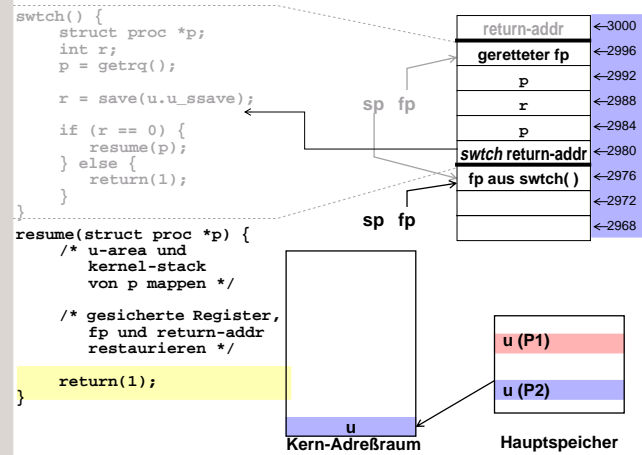 swtch() {
struct proc *p;
int r;
p = getrq();
r = save(u.u_ssave);
if (r == 0) {
resume(p);
} else {
return(1);
}
}
resume(struct proc *p) {
/* u-area und
kernel-stack
von p mappen */
/* gesicherte Register,
fp und return-addr
restaurieren */
return(1);
}
sp fp
sp fp
return-addr 3000
geretteter fp 2996
p 2992
r 2988
p 2984
swtch return-addr 2980
fp aus swtch( ) 2976
2972
2968
u
Kern-Adreßraum
u (P1)
u (P2)
Hauptspeicher